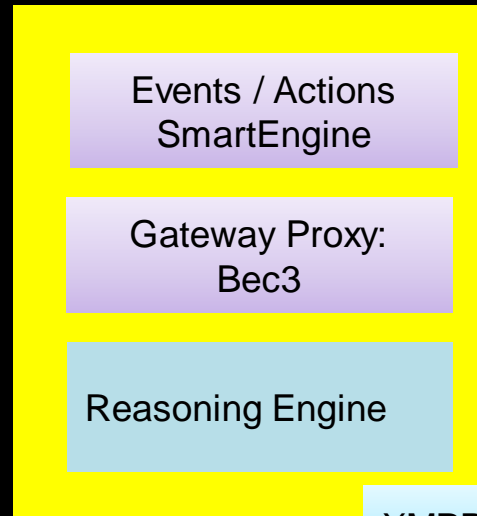 Events / Actions
SmartEngine
Gateway Proxy:
Bec3
Reasoning Engine